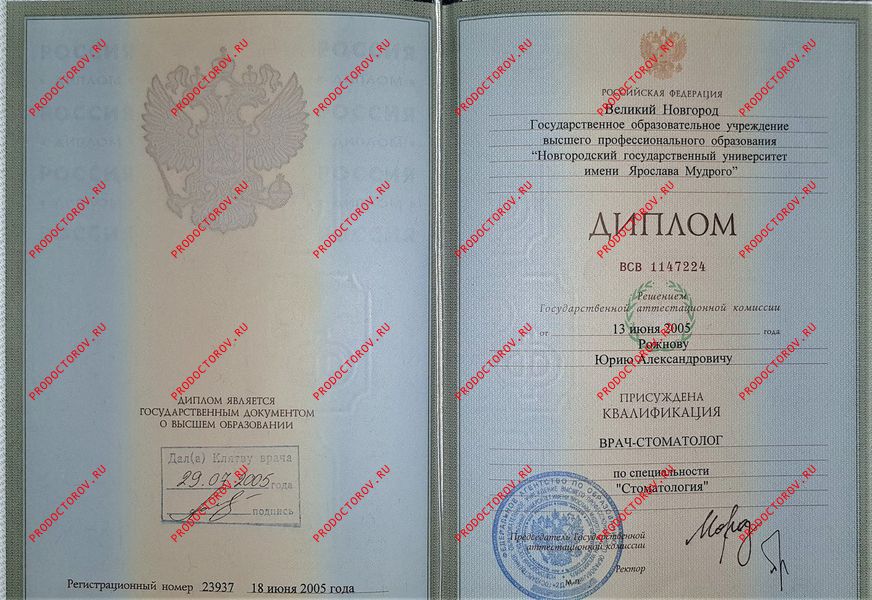 ДИПЛОМ ЯВЛЯЕТСЯ
ГОСУДАРСТВЕННЫМ ДОКУМЕНТОМ
О ВЫСШЕМ ОБРАЗОВАНИИ
Дал(а) Клятву врача
29.07.2005 года
подпись
Регистрационный номер 23937 18 июня 2005 года
РОССИЙСКАЯ ФЕДЕРАЦИЯ
Великий Новгород
Государственное образовательное учреждение
высшего профессионального образования
"Новгородский государственный университет
имени Ярослава Мудрого"
ДИПЛОМ
ВСВ 1147224
Решением
Государственной аттестационной комиссии
от 13 июня 2005 года
Рожнову
Юрию Александровичу
ПРИСУЖДЕНА
КВАЛИФИКАЦИЯ
ВРАЧ-СТОМАТОЛОГ
по специальности
"Стоматология"
Председатель Государственной
аттестационной комиссии
Ректор
М.п.
PRODOCTOROV.RU